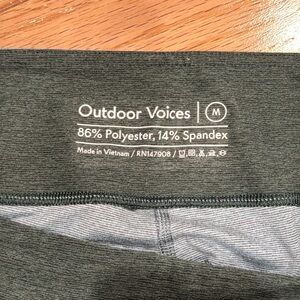 Outdoor Voices | M
86% Polyester, 14% Spandex
Made in Vietnam / RN147908 /